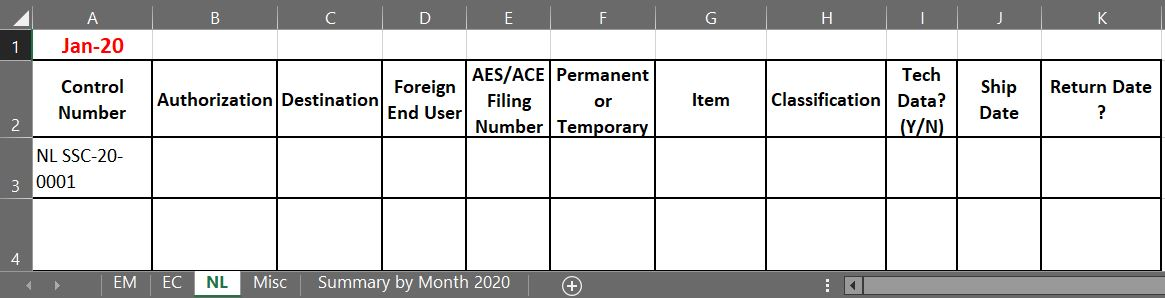 A B C D E F G H I J K
1 Jan-20
2 Control Number Authorization Destination Foreign End User AES/ACE Filing Number Permanent or Temporary Item Classification Tech Data? (Y/N) Ship Date Return Date ?
3 NL SSC-20-0001
4
EM EC NL Misc Summary by Month 2020